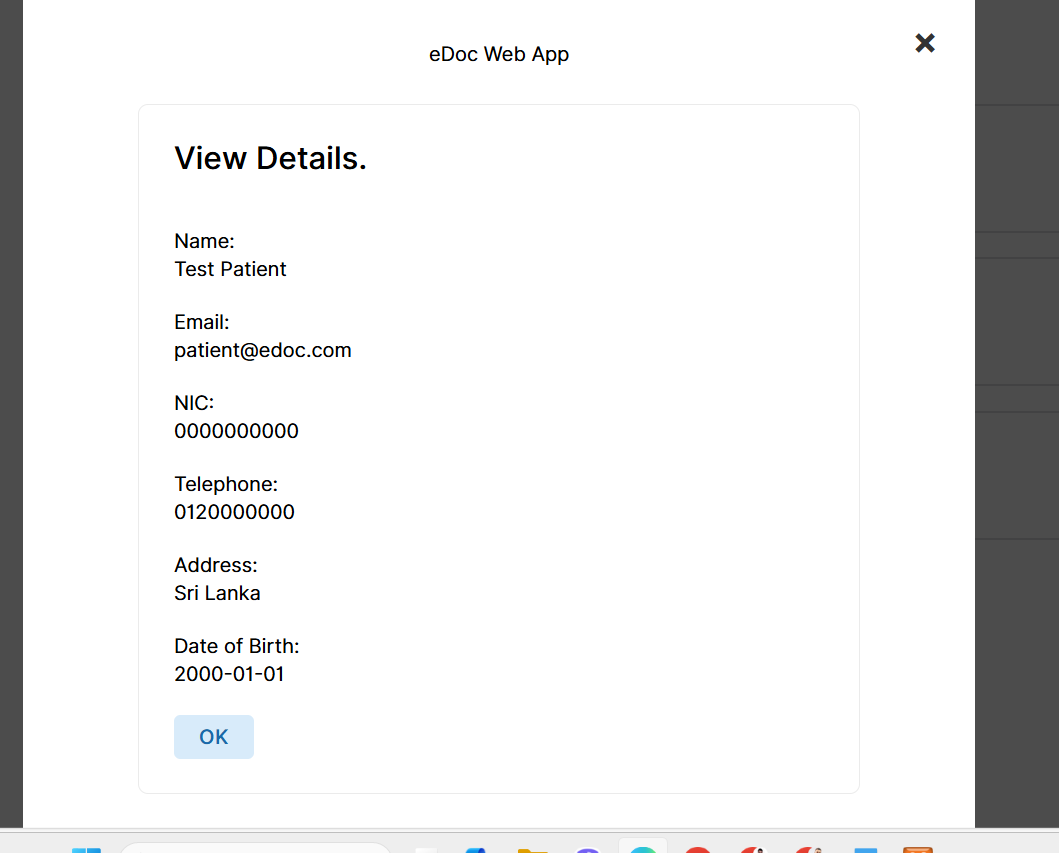 eDoc Web App
View Details.
Name:
Test Patient
Email:
patient@edoc.com
NIC:
0000000000
Telephone:
0120000000
Address:
Sri Lanka
Date of Birth:
2000-01-01
OK